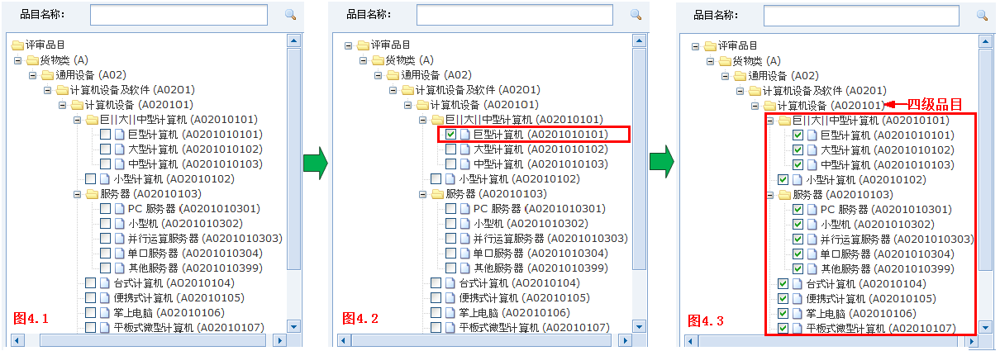 品目名称：
评审品目
货物类 (A)
通用设备 (A02)
计算机设备及软件 (A0201)
计算机设备 (A020101)
巨||大||中型计算机 (A02010101)
巨型计算机 (A0201010101)
大型计算机 (A0201010102)
中型计算机 (A0201010103)
小型计算机 (A02010102)
服务器 (A02010103)
PC 服务器 (A0201010301)
小型机 (A0201010302)
并行运算服务器 (A0201010303)
单口服务器 (A0201010304)
其他服务器 (A0201010399)
台式计算机 (A02010104)
便携式计算机 (A02010105)
掌上电脑 (A02010106)
平板式微型计算机 (A02010107)
图4.1
品目名称：
评审品目
货物类 (A)
通用设备 (A02)
计算机设备及软件 (A0201)
计算机设备 (A020101)
巨||大||中型计算机 (A02010101)
巨型计算机 (A0201010101)
大型计算机 (A0201010102)
中型计算机 (A0201010103)
小型计算机 (A02010102)
服务器 (A02010103)
PC 服务器 (A0201010301)
小型机 (A0201010302)
并行运算服务器 (A0201010303)
单口服务器 (A0201010304)
其他服务器 (A0201010399)
台式计算机 (A02010104)
便携式计算机 (A02010105)
掌上电脑 (A02010106)
平板式微型计算机 (A02010107)
图4.2
品目名称：
评审品目
货物类 (A)
通用设备 (A02)
计算机设备及软件 (A0201)
计算机设备 (A020101) 四级品目
巨||大||中型计算机 (A02010101)
巨型计算机 (A0201010101)
大型计算机 (A0201010102)
中型计算机 (A0201010103)
小型计算机 (A02010102)
服务器 (A02010103)
PC 服务器 (A0201010301)
小型机 (A0201010302)
并行运算服务器 (A0201010303)
单口服务器 (A0201010304)
其他服务器 (A0201010399)
台式计算机 (A02010104)
便携式计算机 (A02010105)
掌上电脑 (A02010106)
平板式微型计算机 (A02010107)
图4.3